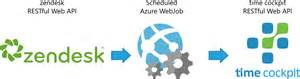 zendesk
RESTful Web API
Scheduled
Azure WebJob
time cockpit
RESTful Web API
zendesk
time cockpit